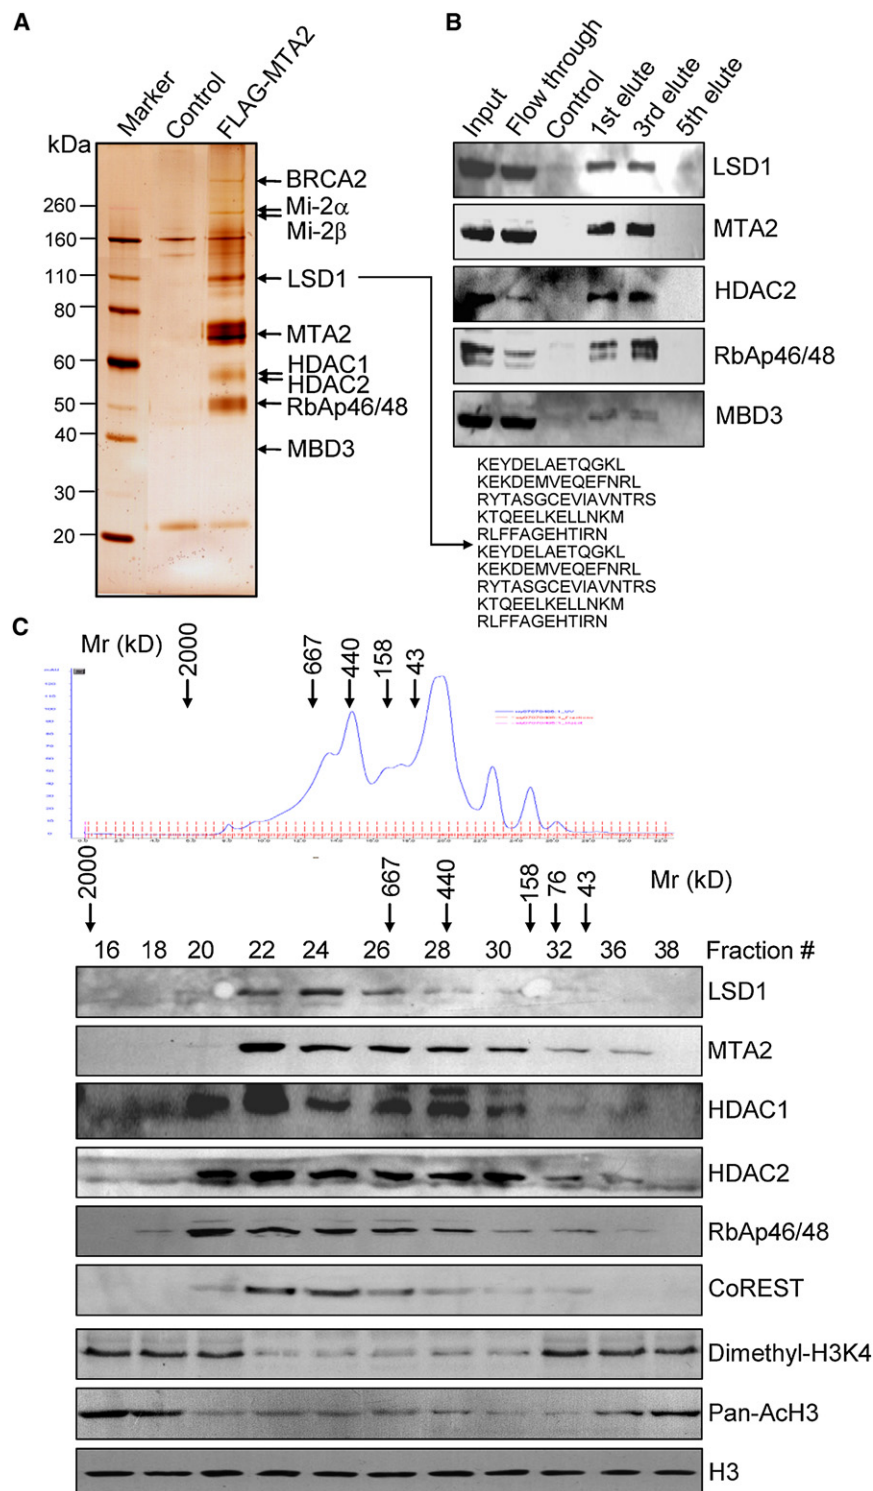 A
Marker
Control
FLAG-MTA2
kDa
260
160
110
80
60
50
40
30
20
BRCA2
Mi-2α
Mi-2β
LSD1
MTA2
HDAC1
HDAC2
RbAp46/48
MBD3
B
Input
Flow through
Control
1st elute
3rd elute
5th elute
LSD1
MTA2
HDAC2
RbAp46/48
MBD3
KEYDELAETQGKL
KEKDEMVEQEFNRL
RYTASGCEVIAVNTRS
KTQEELKELLNKM
RLFFAGEHTIRN
KEYDELAETQGKL
KEKDEMVEQEFNRL
RYTASGCEVIAVNTRS
KTQEELKELLNKM
RLFFAGEHTIRN
C
Mr (kD)
2000
667
440
158
43
2000
667
440
158
76
43
Mr (kD)
16 18 20 22 24 26 28 30 32 36 38 Fraction #
LSD1
MTA2
HDAC1
HDAC2
RbAp46/48
CoREST
Dimethyl-H3K4
Pan-AcH3
H3